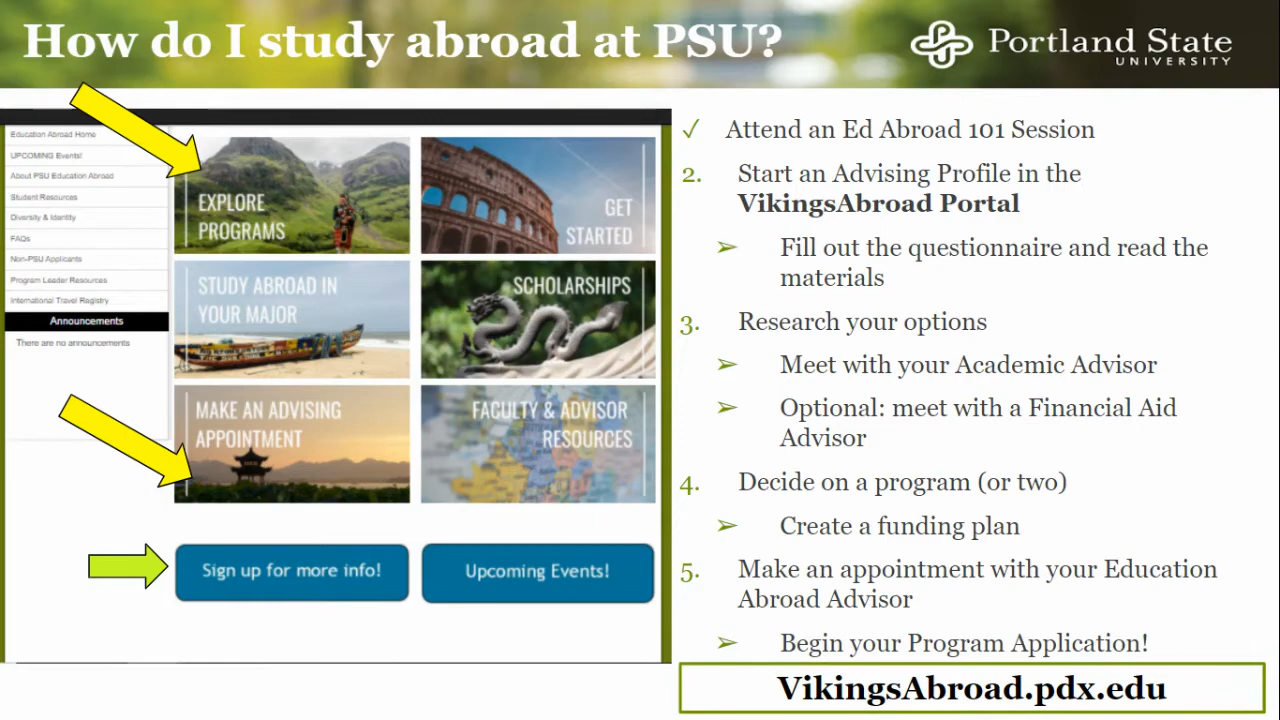 How do I study abroad at PSU?
Portland State
UNIVERSITY
Education Abroad Home
UPCOMING Events!
About PSU Education Abroad
Student Resources
Diversity & Identity
FAQs
Non-PSU Applicants
Program Leader Resources
International Travel Registry
Announcements
There are no announcements
EXPLORE
PROGRAMS
GET
STARTED
STUDY ABROAD IN
YOUR MAJOR
SCHOLARSHIPS
MAKE AN ADVISING
APPOINTMENT
FACULTY & ADVISOR
RESOURCES
Sign up for more info!
Upcoming Events!
✓ Attend an Ed Abroad 101 Session
2. Start an Advising Profile in the
VikingsAbroad Portal
➢ Fill out the questionnaire and read the
materials
3. Research your options
➢ Meet with your Academic Advisor
➢ Optional: meet with a Financial Aid
Advisor
4. Decide on a program (or two)
➢ Create a funding plan
5. Make an appointment with your Education
Abroad Advisor
➢ Begin your Program Application!
VikingsAbroad.pdx.edu